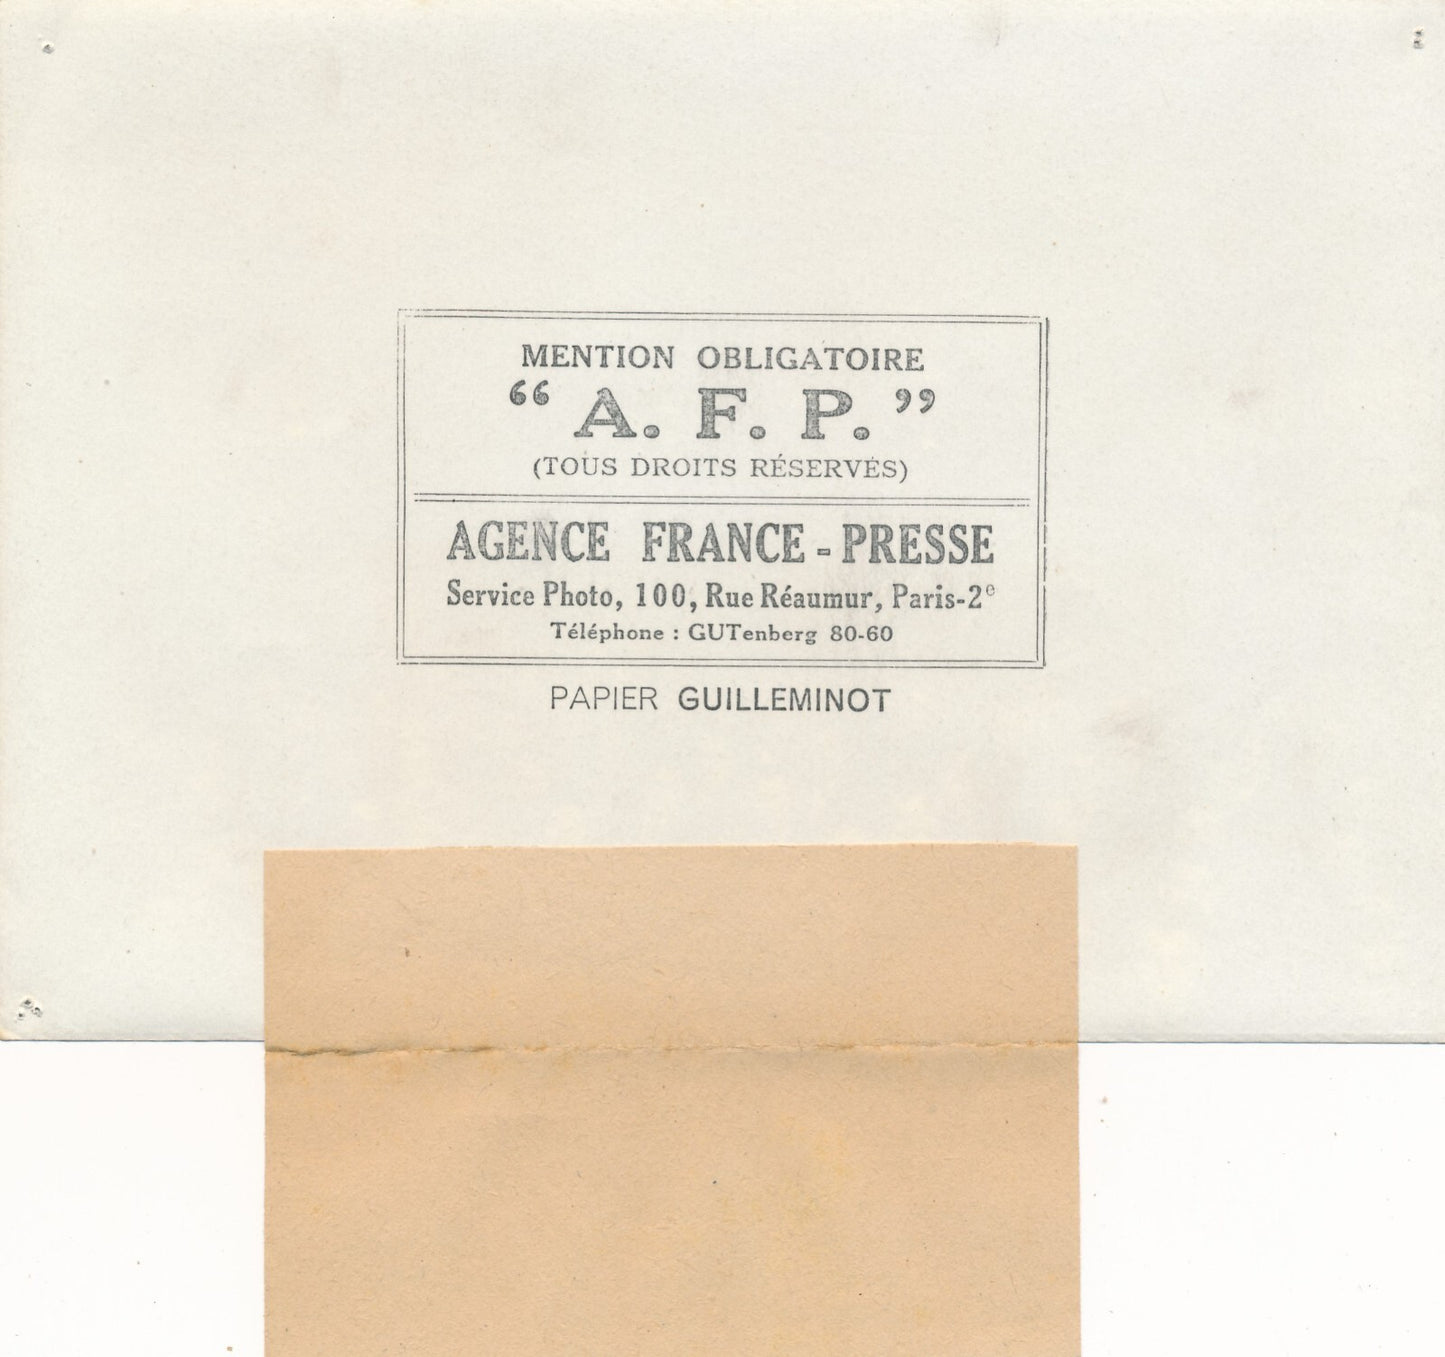 MENTION OBLIGATOIRE
“ A. F. P. ”
(TOUS DROITS RÉSERVÉS)
AGENCE FRANCE-PRESSE
Service Photo, 100, Rue Réaumur, Paris-2e
Téléphone : GUTenberg 80-60
PAPIER GUILLEMINOT